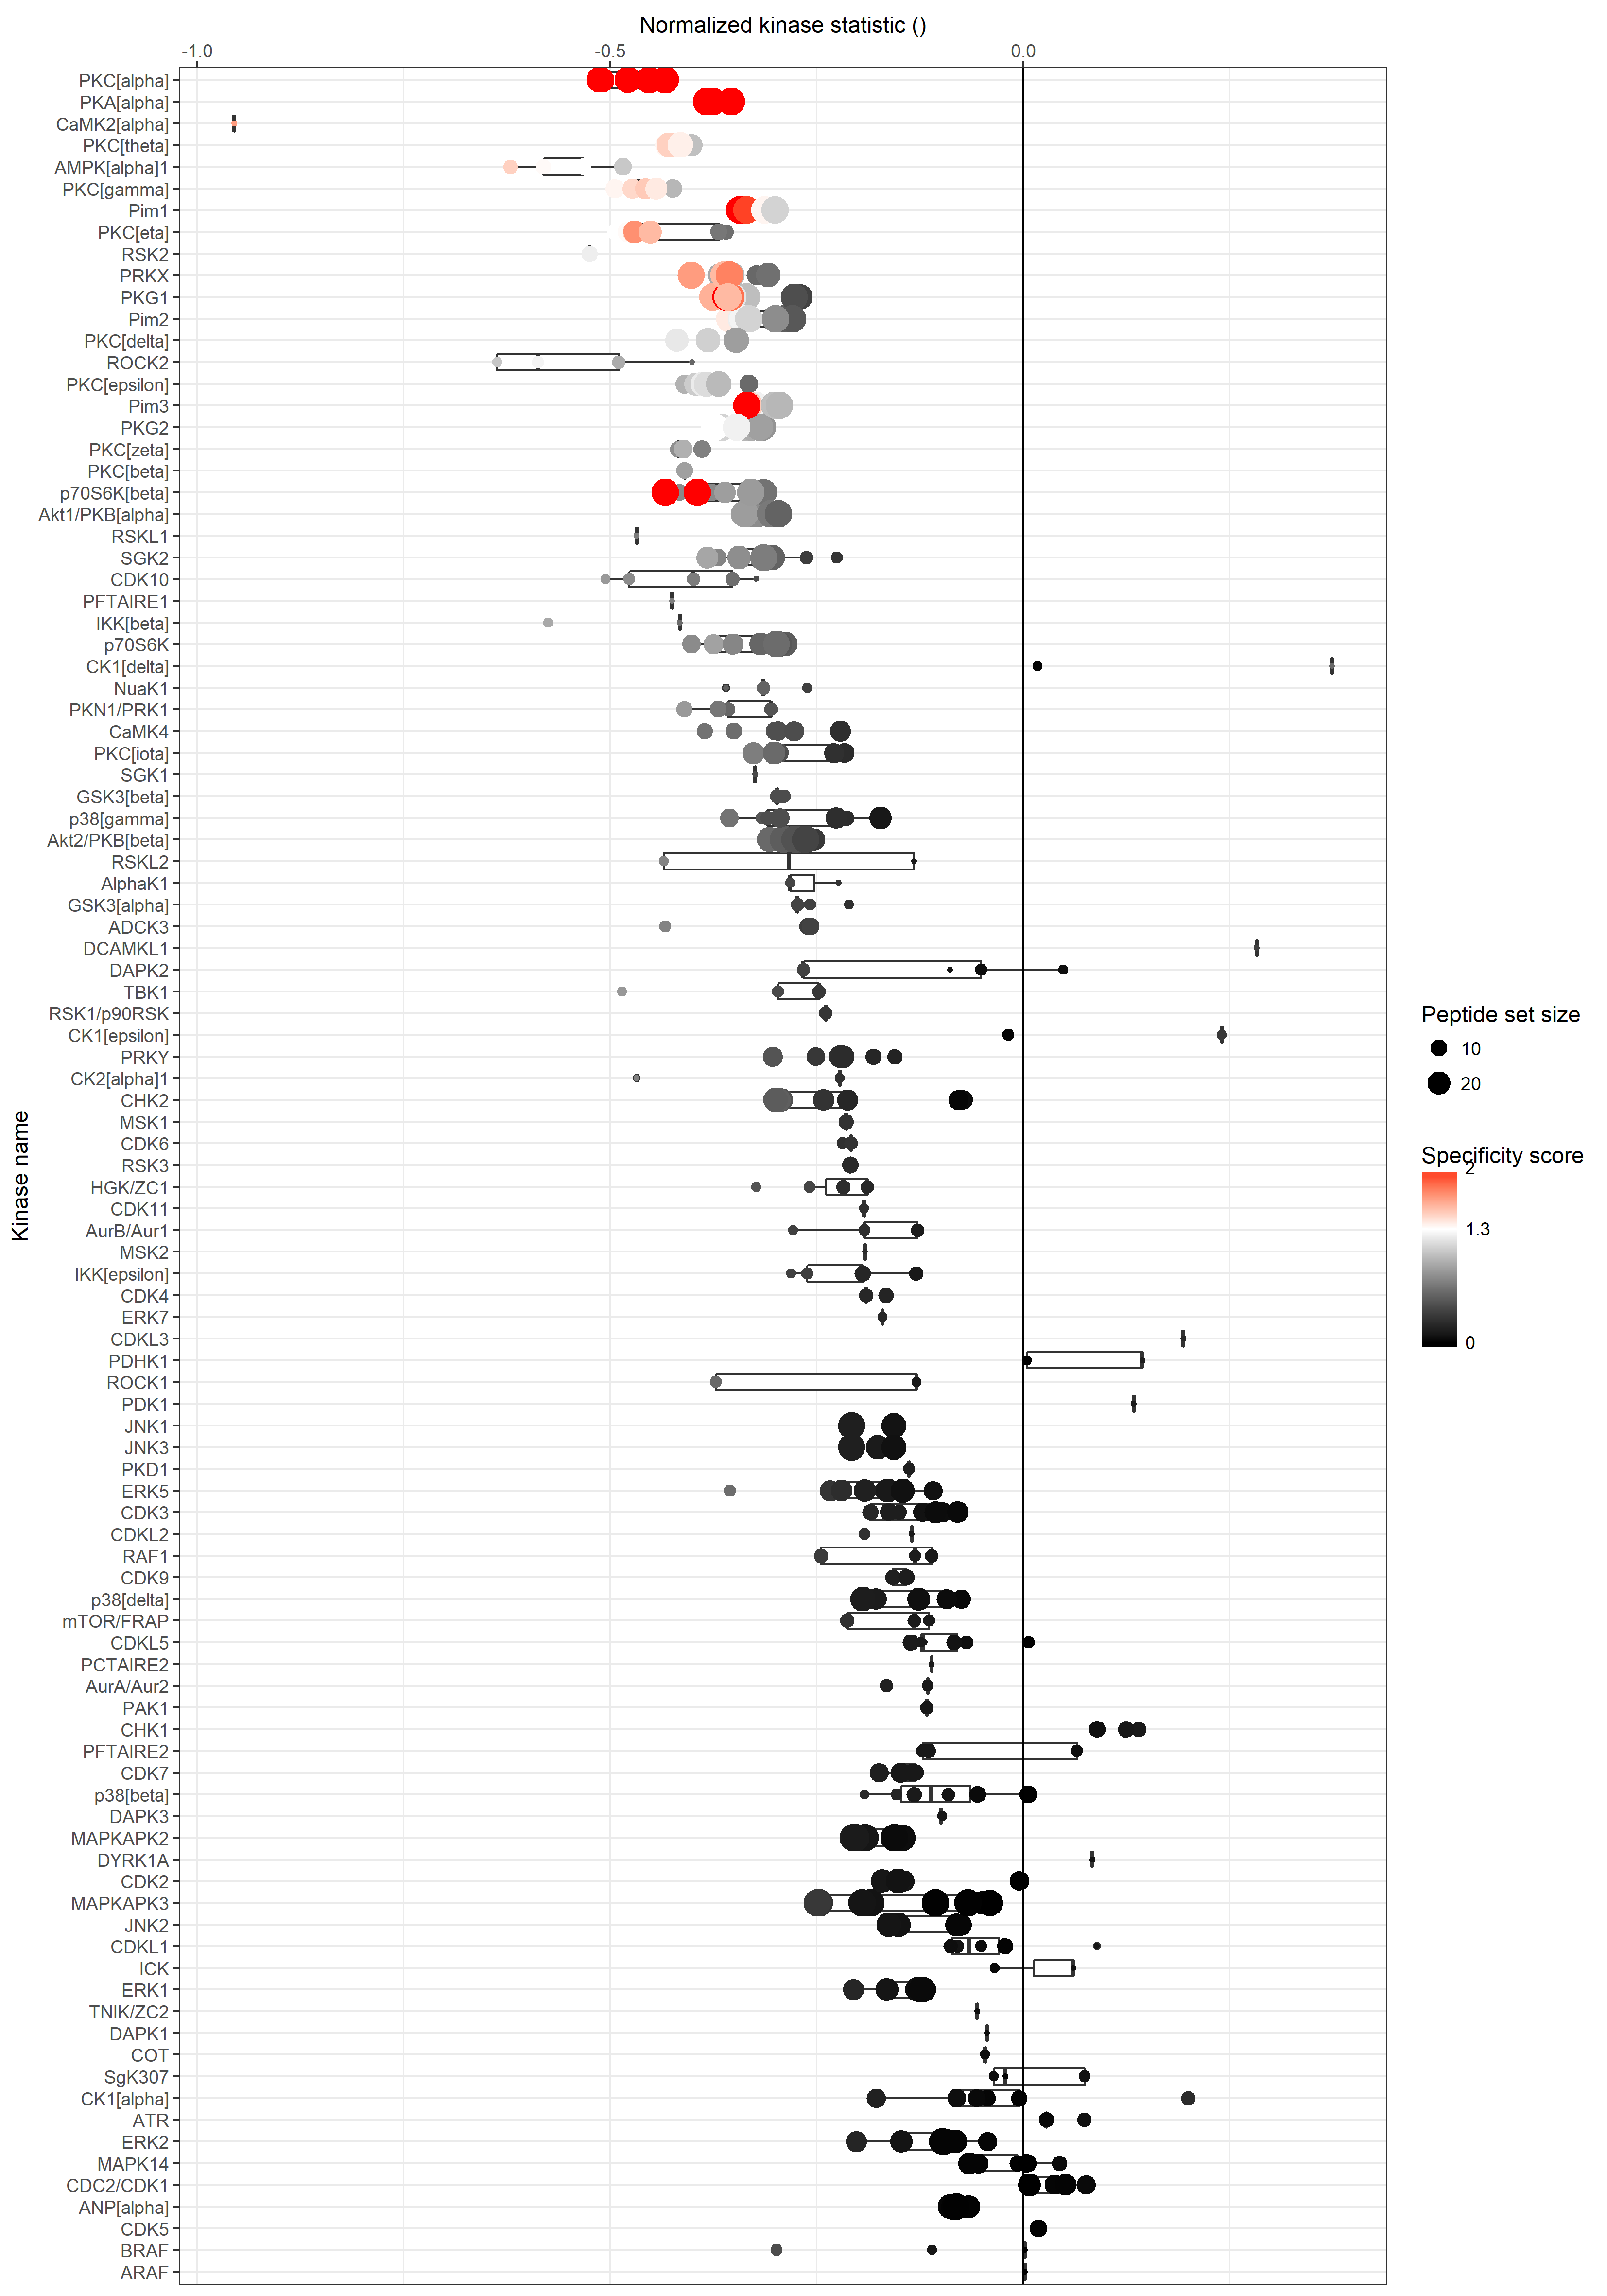 Normalized kinase statistic ()
-1.0 -0.5 0.0
PKC[alpha]
PKA[alpha]
CaMK2[alpha]
PKC[theta]
AMPK[alpha]1
PKC[gamma]
Pim1
PKC[eta]
RSK2
PRKX
PKG1
Pim2
PKC[delta]
ROCK2
PKC[epsilon]
Pim3
PKG2
PKC[zeta]
PKC[beta]
p70S6K[beta]
Akt1/PKB[alpha]
RSKL1
SGK2
CDK10
PFTAIRE1
IKK[beta]
p70S6K
CK1[delta]
NuaK1
PKN1/PRK1
CaMK4
PKC[iota]
SGK1
GSK3[beta]
p38[gamma]
Akt2/PKB[beta]
RSKL2
AlphaK1
GSK3[alpha]
ADCK3
DCAMKL1
DAPK2
TBK1
RSK1/p90RSK
CK1[epsilon]
PRKY
CK2[alpha]1
CHK2
MSK1
CDK6
RSK3
HGK/ZC1
CDK11
AurB/Aur1
MSK2
IKK[epsilon]
CDK4
ERK7
CDKL3
PDHK1
ROCK1
PDK1
JNK1
JNK3
PKD1
ERK5
CDK3
CDKL2
RAF1
CDK9
p38[delta]
mTOR/FRAP
CDKL5
PCTAIRE2
AurA/Aur2
PAK1
CHK1
PFTAIRE2
CDK7
p38[beta]
DAPK3
MAPKAPK2
DYRK1A
CDK2
MAPKAPK3
JNK2
CDKL1
ICK
ERK1
TNIK/ZC2
DAPK1
COT
SgK307
CK1[alpha]
ATR
ERK2
MAPK14
CDC2/CDK1
ANP[alpha]
CDK5
BRAF
ARAF
Kinase name
Peptide set size
10
20
Specificity score
2
1.3
0